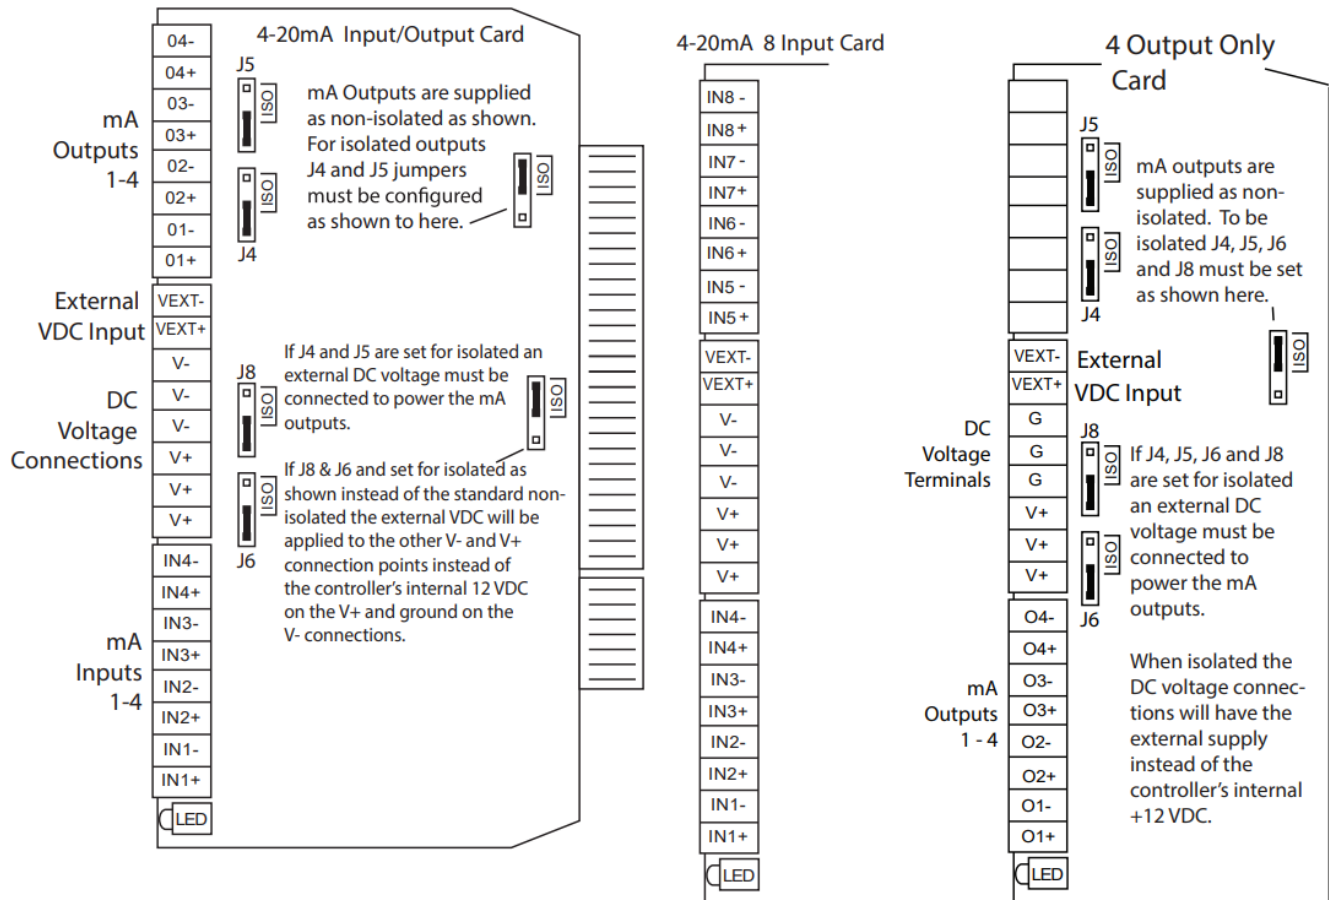 4-20mA  Input/Output Card
mA
Outputs
1-4
04-
04+
03-
03+
02-
02+
01-
01+
J5
ISO
ISO
J4
mA Outputs are supplied
as non-isolated as shown.
For isolated outputs
J4 and J5 jumpers
must be configured
as shown to here.
ISO
External
VDC Input
VEXT-
VEXT+
DC
Voltage
Connections
V-
V-
V-
V+
V+
V+
J8
ISO
ISO
J6
If J4 and J5 are set for isolated an
external DC voltage must be
connected to power the mA
outputs.
ISO
If J8 & J6 and set for isolated as
shown instead of the standard non-
isolated the external VDC will be
applied to the other V- and V+
connection points instead of
the controller's internal 12 VDC
on the V+ and ground on the
V- connections.
mA
Inputs
1-4
IN4-
IN4+
IN3-
IN3+
IN2-
IN2+
IN1-
IN1+
LED
4-20mA  8 Input Card
IN8 -
IN8 +
IN7 -
IN7+
IN6 -
IN6 +
IN5 -
IN5 +
VEXT-
VEXT+
V-
V-
V-
V+
V+
V+
IN4-
IN4+
IN3-
IN3+
IN2-
IN2+
IN1-
IN1+
LED
4 Output Only
Card
J5
ISO
ISO
J4
mA outputs are
supplied as non-
isolated.  To be
isolated J4, J5, J6
and J8 must be set
as shown here.
ISO
VEXT-
VEXT+
External
VDC Input
DC
Voltage
Terminals
G
G
G
V+
V+
V+
J8
ISO
ISO
J6
If J4, J5, J6 and J8
are set for isolated
an external DC
voltage must be
connected to
power the mA
outputs.
When isolated the
DC voltage connec-
tions will have the
external supply
instead of the
controller's internal
+12 VDC.
mA
Outputs
1 - 4
O4-
O4+
O3-
O3+
O2-
O2+
O1-
O1+
LED